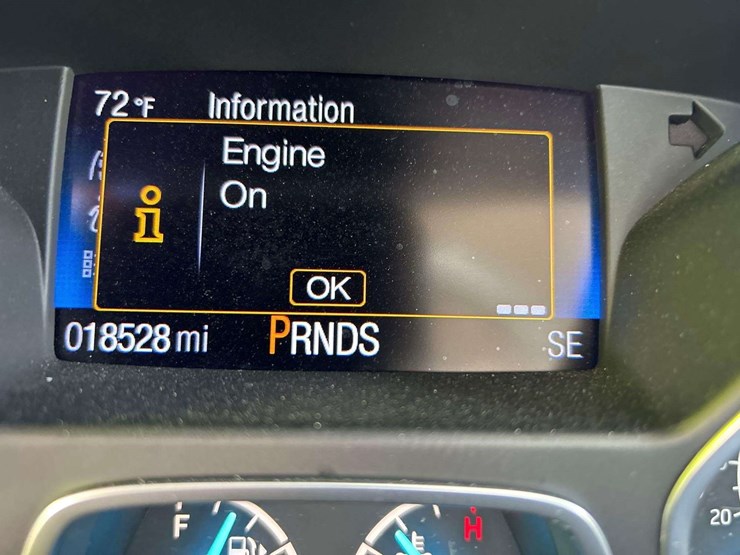 72°F Information
Engine
On
i
OK
018528 mi PRNDS SE
F H
20